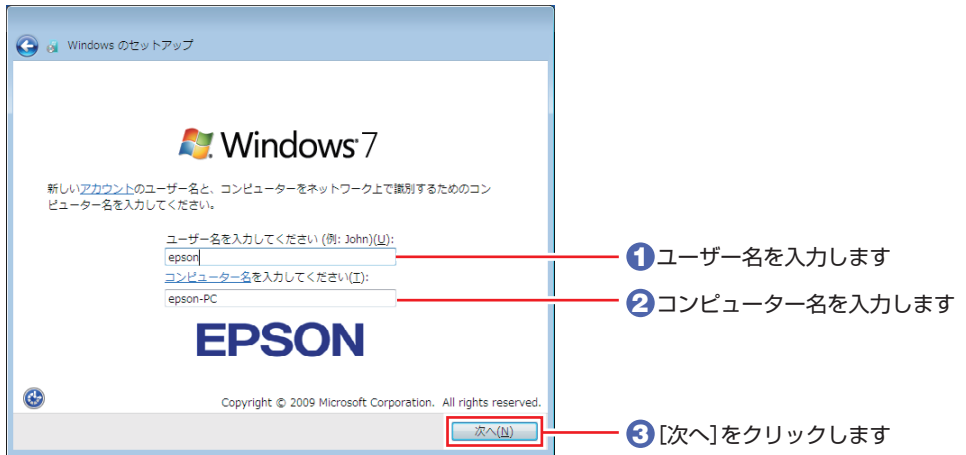 Windows のセットアップ
Windows 7
新しいアカウントのユーザー名と、コンピューターをネットワーク上で識別するためのコン
ピューター名を入力してください。
ユーザー名を入力してください (例: John)(U):
epson
1 ユーザー名を入力します
コンピューター名を入力してください(T):
epson-PC
2 コンピューター名を入力します
EPSON
Copyright © 2009 Microsoft Corporation. All rights reserved.
次へ(N)
3 [次へ]をクリックします